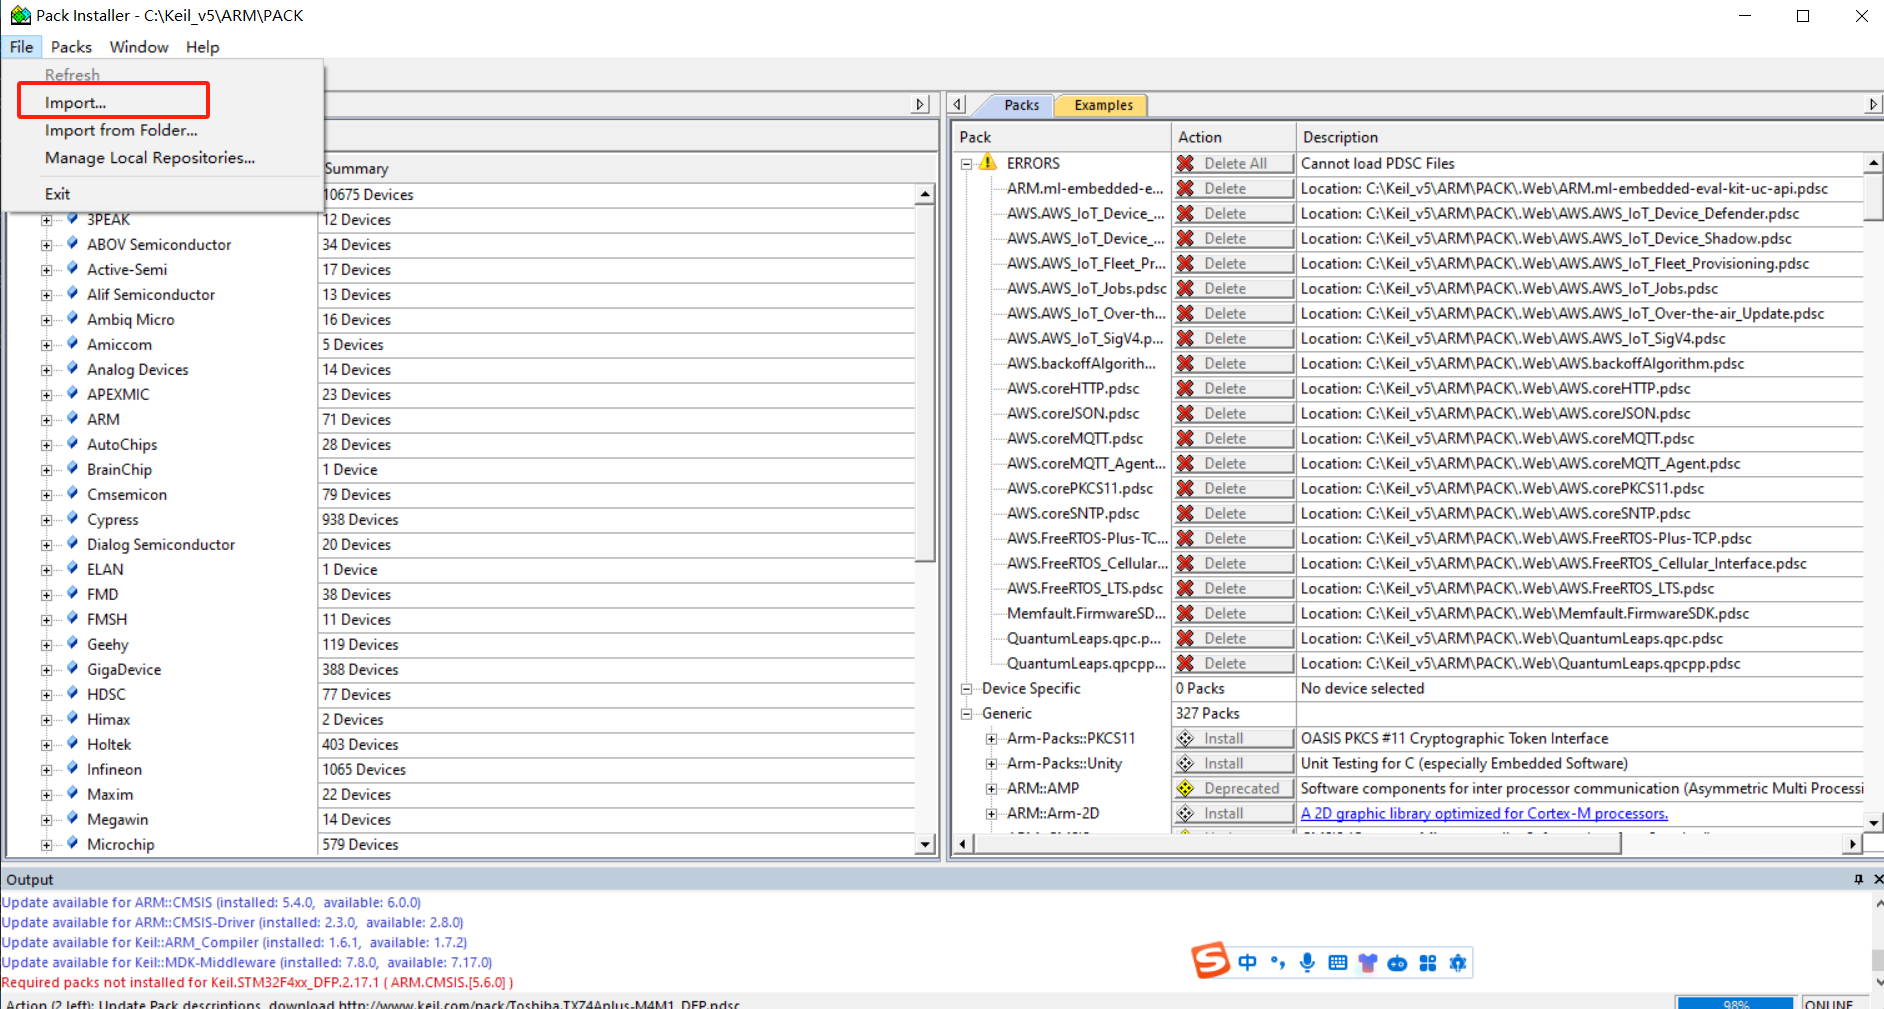 Pack Installer - C:\Keil_v5\ARM\PACK
File Packs Window Help
Refresh
Import...
Import from Folder...
Manage Local Repositories...
Exit
Summary
10675 Devices
3PEAK 12 Devices
ABOV Semiconductor 34 Devices
Active-Semi 17 Devices
Alif Semiconductor 13 Devices
Ambiq Micro 16 Devices
Amiccom 5 Devices
Analog Devices 14 Devices
APEXMIC 23 Devices
ARM 71 Devices
AutoChips 28 Devices
BrainChip 1 Device
Cmsemicon 79 Devices
Cypress 938 Devices
Dialog Semiconductor 20 Devices
ELAN 1 Device
FMD 38 Devices
FMSH 11 Devices
Geehy 119 Devices
GigaDevice 388 Devices
HDSC 77 Devices
Himax 2 Devices
Holtek 403 Devices
Infineon 1065 Devices
Maxim 22 Devices
Megawin 14 Devices
Microchip 579 Devices
Packs Examples
Pack Action Description
ERRORS Delete All Cannot load PDSC Files
ARM.ml-embedded-e... Delete Location: C:\Keil_v5\ARM\PACK\.Web\ARM.ml-embedded-eval-kit-uc-api.pdsc
AWS.AWS_IoT_Device_... Delete Location: C:\Keil_v5\ARM\PACK\.Web\AWS.AWS_IoT_Device_Defender.pdsc
AWS.AWS_IoT_Device_... Delete Location: C:\Keil_v5\ARM\PACK\.Web\AWS.AWS_IoT_Device_Shadow.pdsc
AWS.AWS_IoT_Fleet_Pr... Delete Location: C:\Keil_v5\ARM\PACK\.Web\AWS.AWS_IoT_Fleet_Provisioning.pdsc
AWS.AWS_IoT_Jobs.pdsc Delete Location: C:\Keil_v5\ARM\PACK\.Web\AWS.AWS_IoT_Jobs.pdsc
AWS.AWS_IoT_Over-th... Delete Location: C:\Keil_v5\ARM\PACK\.Web\AWS.AWS_IoT_Over-the-air_Update.pdsc
AWS.AWS_IoT_SigV4.p... Delete Location: C:\Keil_v5\ARM\PACK\.Web\AWS.AWS_IoT_SigV4.pdsc
AWS.backoffAlgorith... Delete Location: C:\Keil_v5\ARM\PACK\.Web\AWS.backoffAlgorithm.pdsc
AWS.coreHTTP.pdsc Delete Location: C:\Keil_v5\ARM\PACK\.Web\AWS.coreHTTP.pdsc
AWS.coreJSON.pdsc Delete Location: C:\Keil_v5\ARM\PACK\.Web\AWS.coreJSON.pdsc
AWS.coreMQTT.pdsc Delete Location: C:\Keil_v5\ARM\PACK\.Web\AWS.coreMQTT.pdsc
AWS.coreMQTT_Agent... Delete Location: C:\Keil_v5\ARM\PACK\.Web\AWS.coreMQTT_Agent.pdsc
AWS.corePKCS11.pdsc Delete Location: C:\Keil_v5\ARM\PACK\.Web\AWS.corePKCS11.pdsc
AWS.coreSNTP.pdsc Delete Location: C:\Keil_v5\ARM\PACK\.Web\AWS.coreSNTP.pdsc
AWS.FreeRTOS-Plus-TC... Delete Location: C:\Keil_v5\ARM\PACK\.Web\AWS.FreeRTOS-Plus-TCP.pdsc
AWS.FreeRTOS_Cellular... Delete Location: C:\Keil_v5\ARM\PACK\.Web\AWS.FreeRTOS_Cellular_Interface.pdsc
AWS.FreeRTOS_LTS.pdsc Delete Location: C:\Keil_v5\ARM\PACK\.Web\AWS.FreeRTOS_LTS.pdsc
Memfault.FirmwareSD... Delete Location: C:\Keil_v5\ARM\PACK\.Web\Memfault.FirmwareSDK.pdsc
QuantumLeaps.qpc.p... Delete Location: C:\Keil_v5\ARM\PACK\.Web\QuantumLeaps.qpc.pdsc
QuantumLeaps.qpcpp... Delete Location: C:\Keil_v5\ARM\PACK\.Web\QuantumLeaps.qpcpp.pdsc
Device Specific 0 Packs No device selected
Generic 327 Packs
Arm-Packs::PKCS11 Install OASIS PKCS #11 Cryptographic Token Interface
Arm-Packs::Unity Install Unit Testing for C (especially Embedded Software)
ARM::AMP Deprecated Software components for inter processor communication (Asymmetric Multi Processi
ARM::Arm-2D Install A 2D graphic library optimized for Cortex-M processors.
Output
Update available for ARM::CMSIS (installed: 5.4.0, available: 6.0.0)
Update available for ARM::CMSIS-Driver (installed: 2.3.0, available: 2.8.0)
Update available for Keil::ARM_Compiler (installed: 1.6.1, available: 1.7.2)
Update available for Keil::MDK-Middleware (installed: 7.8.0, available: 7.17.0)
Required packs not installed for Keil.STM32F4xx_DFP.2.17.1 ( ARM.CMSIS.[5.6.0] )
中
Action (2 left): Update Pack descriptions, download http://www.keil.com/pack/Toshiba.TXZ4Aplus-M4M1_DFP.pdsc
98% ONLINE